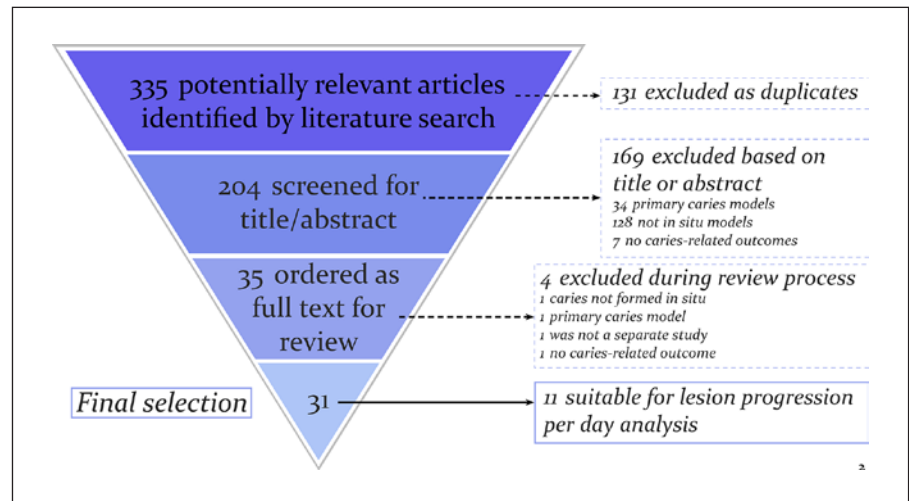 335 potentially relevant articles
identified by literature search
131 excluded as duplicates
204 screened for
title/abstract
169 excluded based on
title or abstract
34 primary caries models
128 not in situ models
7 no caries-related outcomes
35 ordered as
full text for
review
4 excluded during review process
1 caries not formed in situ
1 primary caries model
1 was not a separate study
1 no caries-related outcome
Final selection
31
11 suitable for lesion progression
per day analysis
2